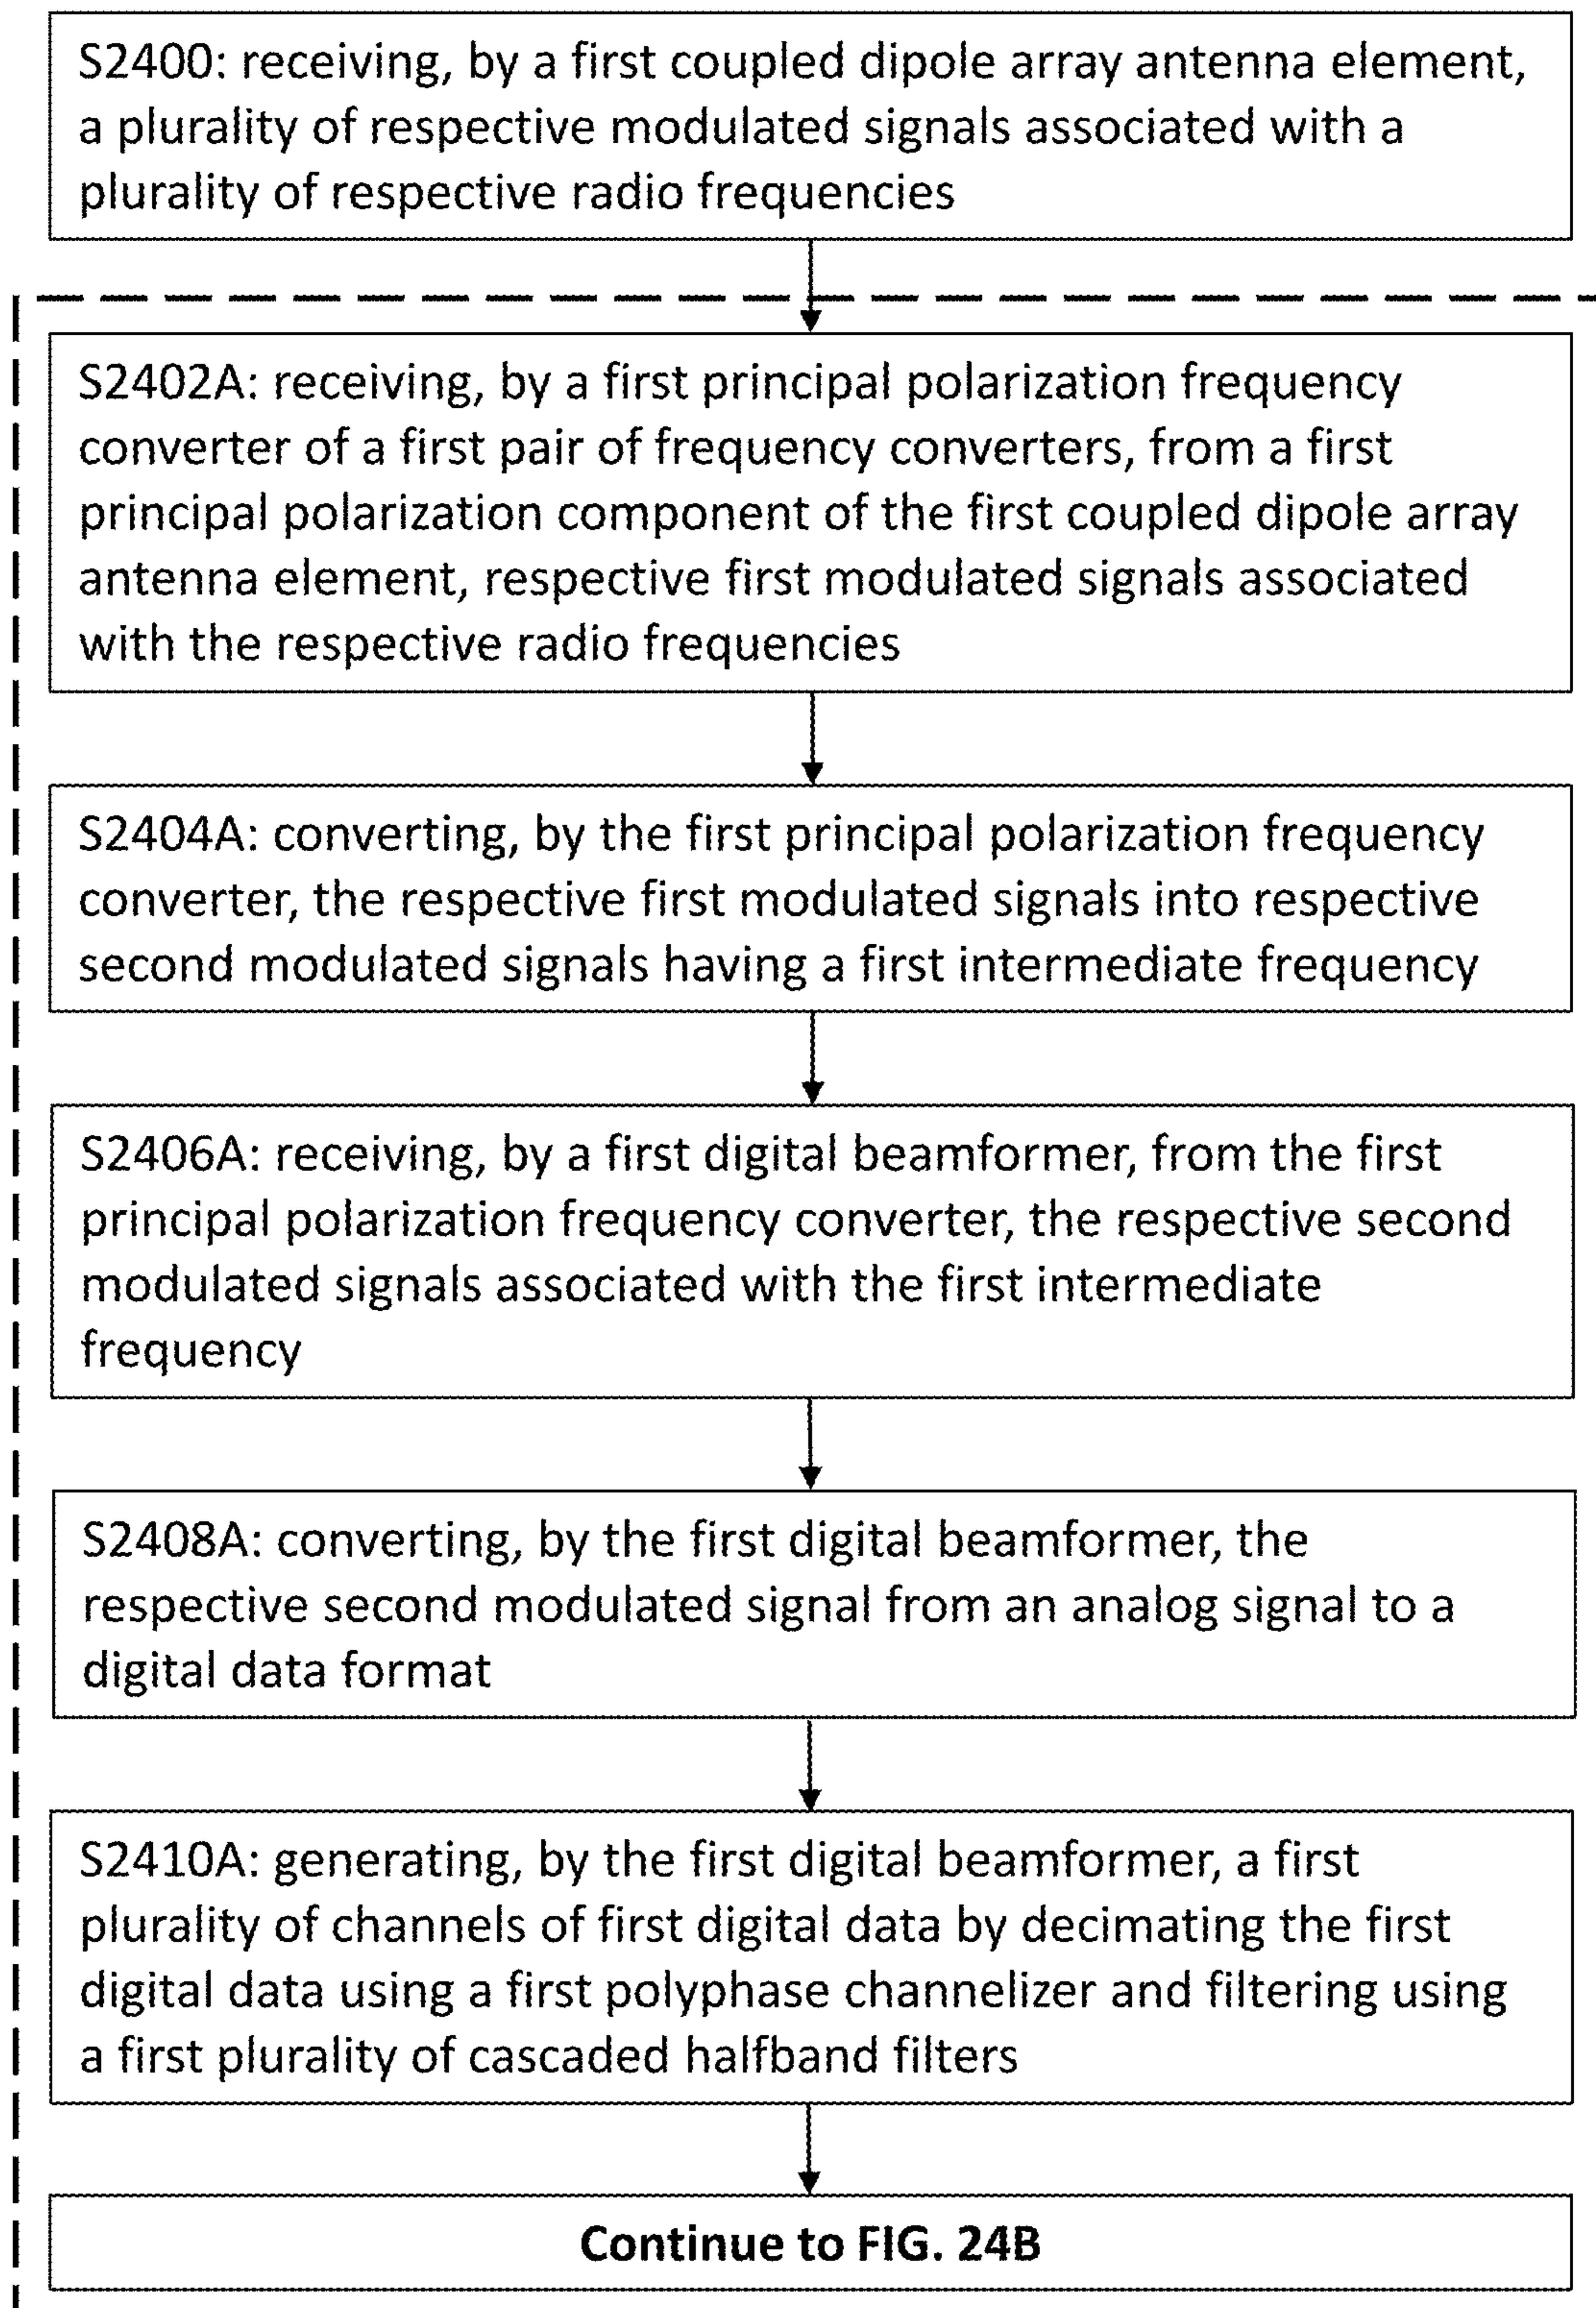 S2400: receiving, by a first coupled dipole array antenna element,
a plurality of respective modulated signals associated with a
plurality of respective radio frequencies
S2402A: receiving, by a first principal polarization frequency
converter of a first pair of frequency converters, from a first
principal polarization component of the first coupled dipole array
antenna element, respective first modulated signals associated
with the respective radio frequencies
S2404A: converting, by the first principal polarization frequency
converter, the respective first modulated signals into respective
second modulated signals having a first intermediate frequency
S2406A: receiving, by a first digital beamformer, from the first
principal polarization frequency converter, the respective second
modulated signals associated with the first intermediate
frequency
S2408A: converting, by the first digital beamformer, the
respective second modulated signal from an analog signal to a
digital data format
S2410A: generating, by the first digital beamformer, a first
plurality of channels of first digital data by decimating the first
digital data using a first polyphase channelizer and filtering using
a first plurality of cascaded halfband filters
Continue to FIG. 24B